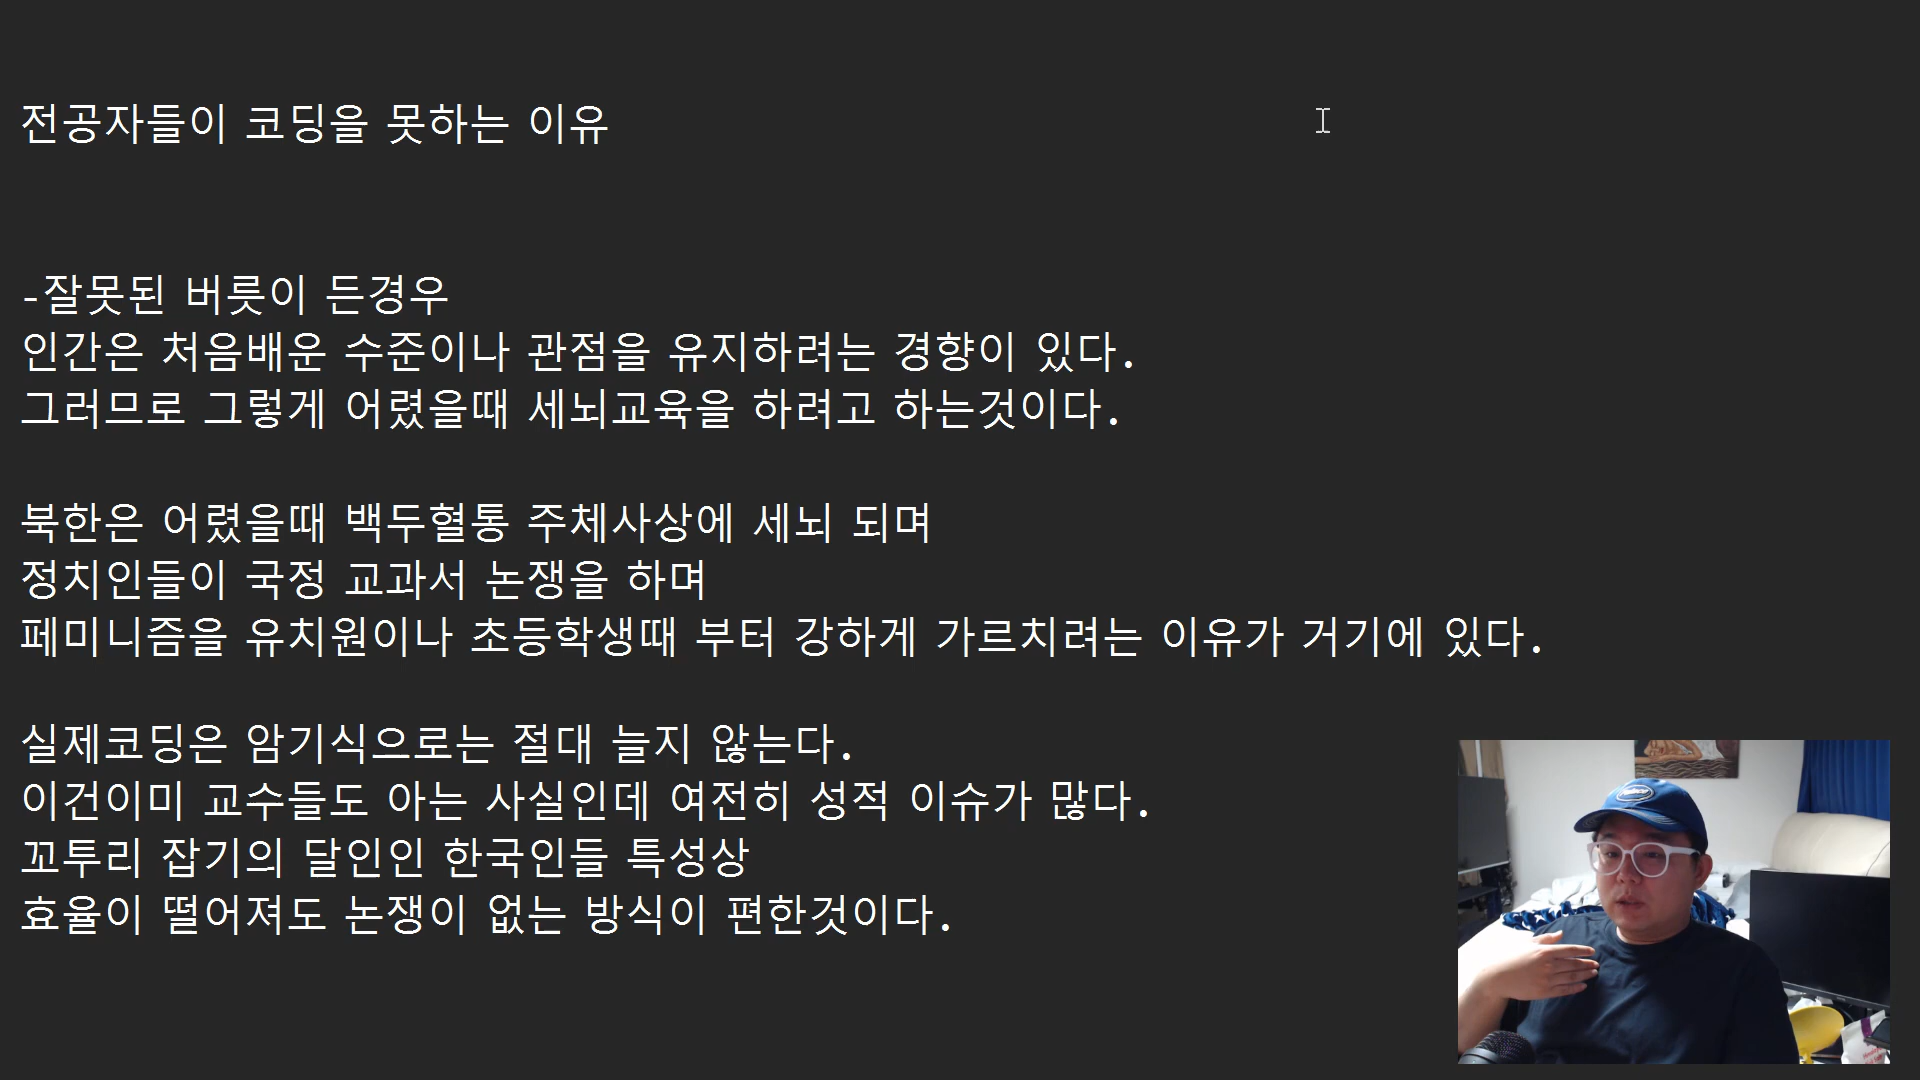 전공자들이 코딩을 못하는 이유
-잘못된 버릇이 든경우
인간은 처음배운 수준이나 관점을 유지하려는 경향이 있다.
그러므로 그렇게 어렸을때 세뇌교육을 하려고 하는것이다.
북한은 어렸을때 백두혈통 주체사상에 세뇌 되며
정치인들이 국정 교과서 논쟁을 하며
페미니즘을 유치원이나 초등학생때 부터 강하게 가르치려는 이유가 거기에 있다.
실제코딩은 암기식으로는 절대 늘지 않는다.
이건이미 교수들도 아는 사실인데 여전히 성적 이슈가 많다.
꼬투리 잡기의 달인인 한국인들 특성상
효율이 떨어져도 논쟁이 없는 방식이 편한것이다.